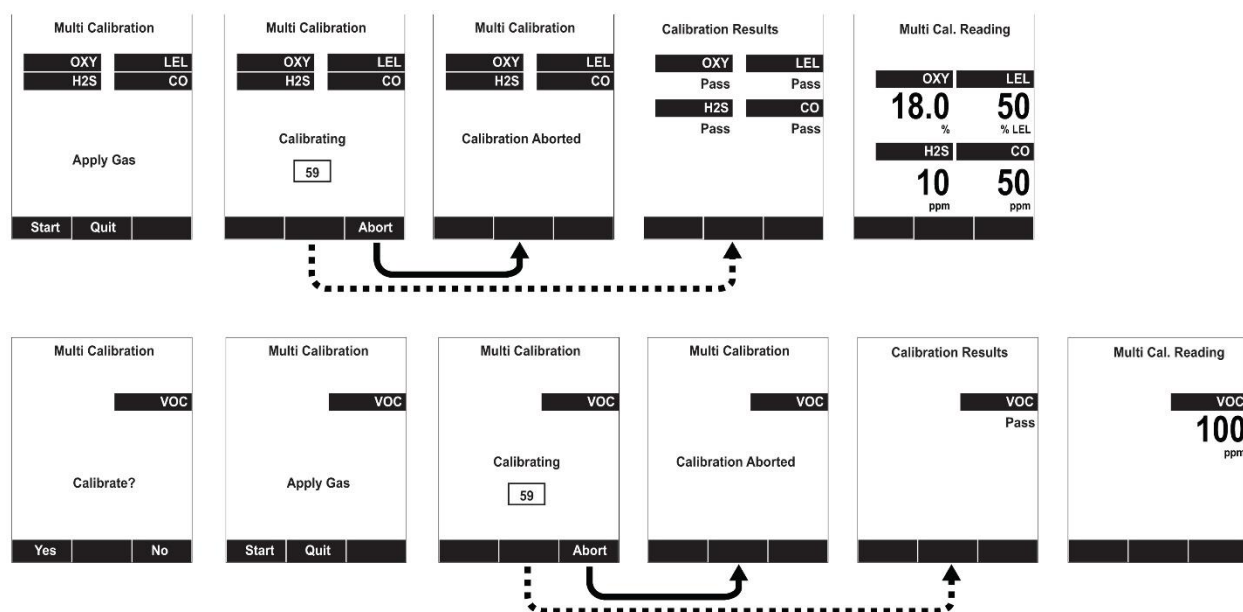 Multi Calibration
OXY LEL
H2S CO
Apply Gas
Start Quit
Multi Calibration
OXY LEL
H2S CO
Calibrating
59
Abort
Multi Calibration
OXY LEL
H2S CO
Calibration Aborted
Calibration Results
OXY LEL
Pass Pass
H2S CO
Pass Pass
Multi Cal. Reading
OXY LEL
18.0 50
% % LEL
H2S CO
10 50
ppm ppm
Multi Calibration
VOC
Calibrate?
Yes No
Multi Calibration
VOC
Apply Gas
Start Quit
Multi Calibration
VOC
Calibrating
59
Abort
Multi Calibration
VOC
Calibration Aborted
Calibration Results
VOC
Pass
Multi Cal. Reading
VOC
100
ppm